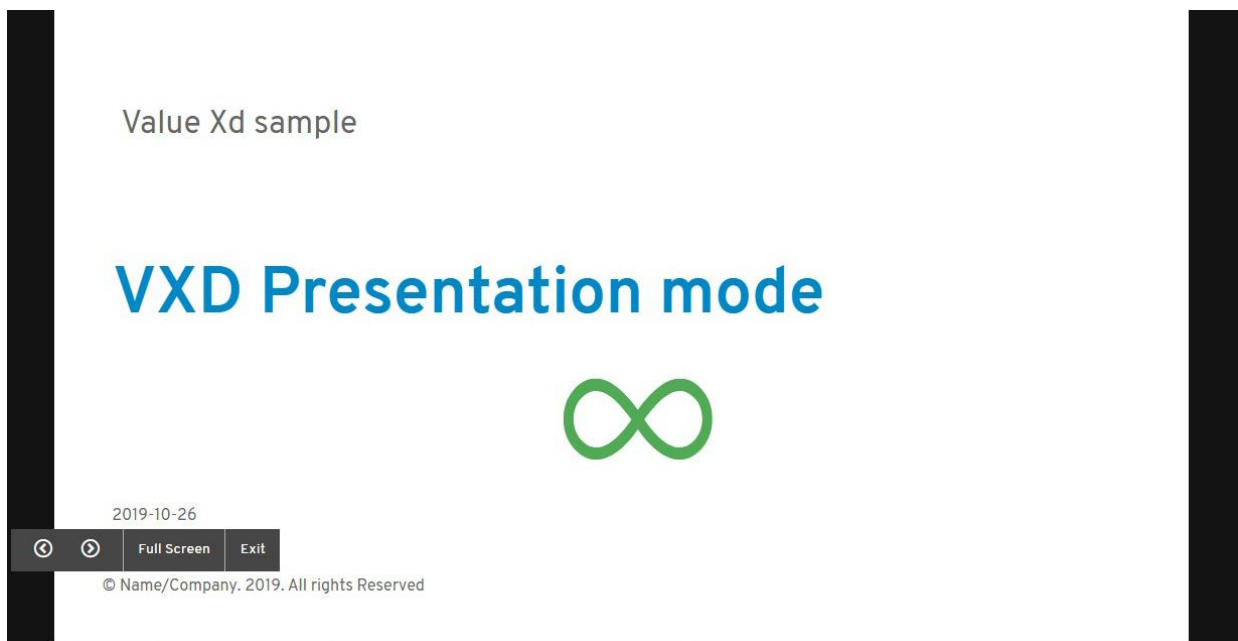 Value Xd sample
VXD Presentation mode
2019-10-26
Full Screen Exit
© Name/Company. 2019. All rights Reserved